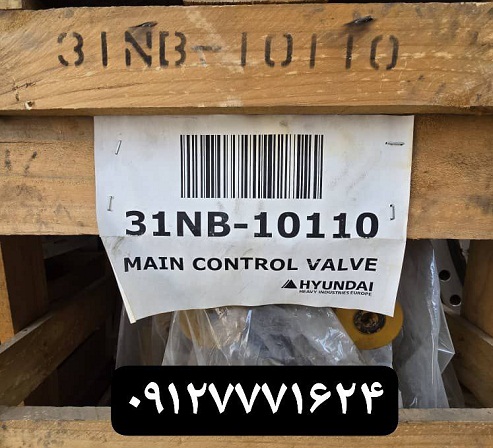 31NB-10110
31NB-10110
MAIN CONTROL VALVE
HYUNDAI
HEAVY INDUSTRIES EUROPE
۰۹۱۲۷۷۷۱۶۲۴